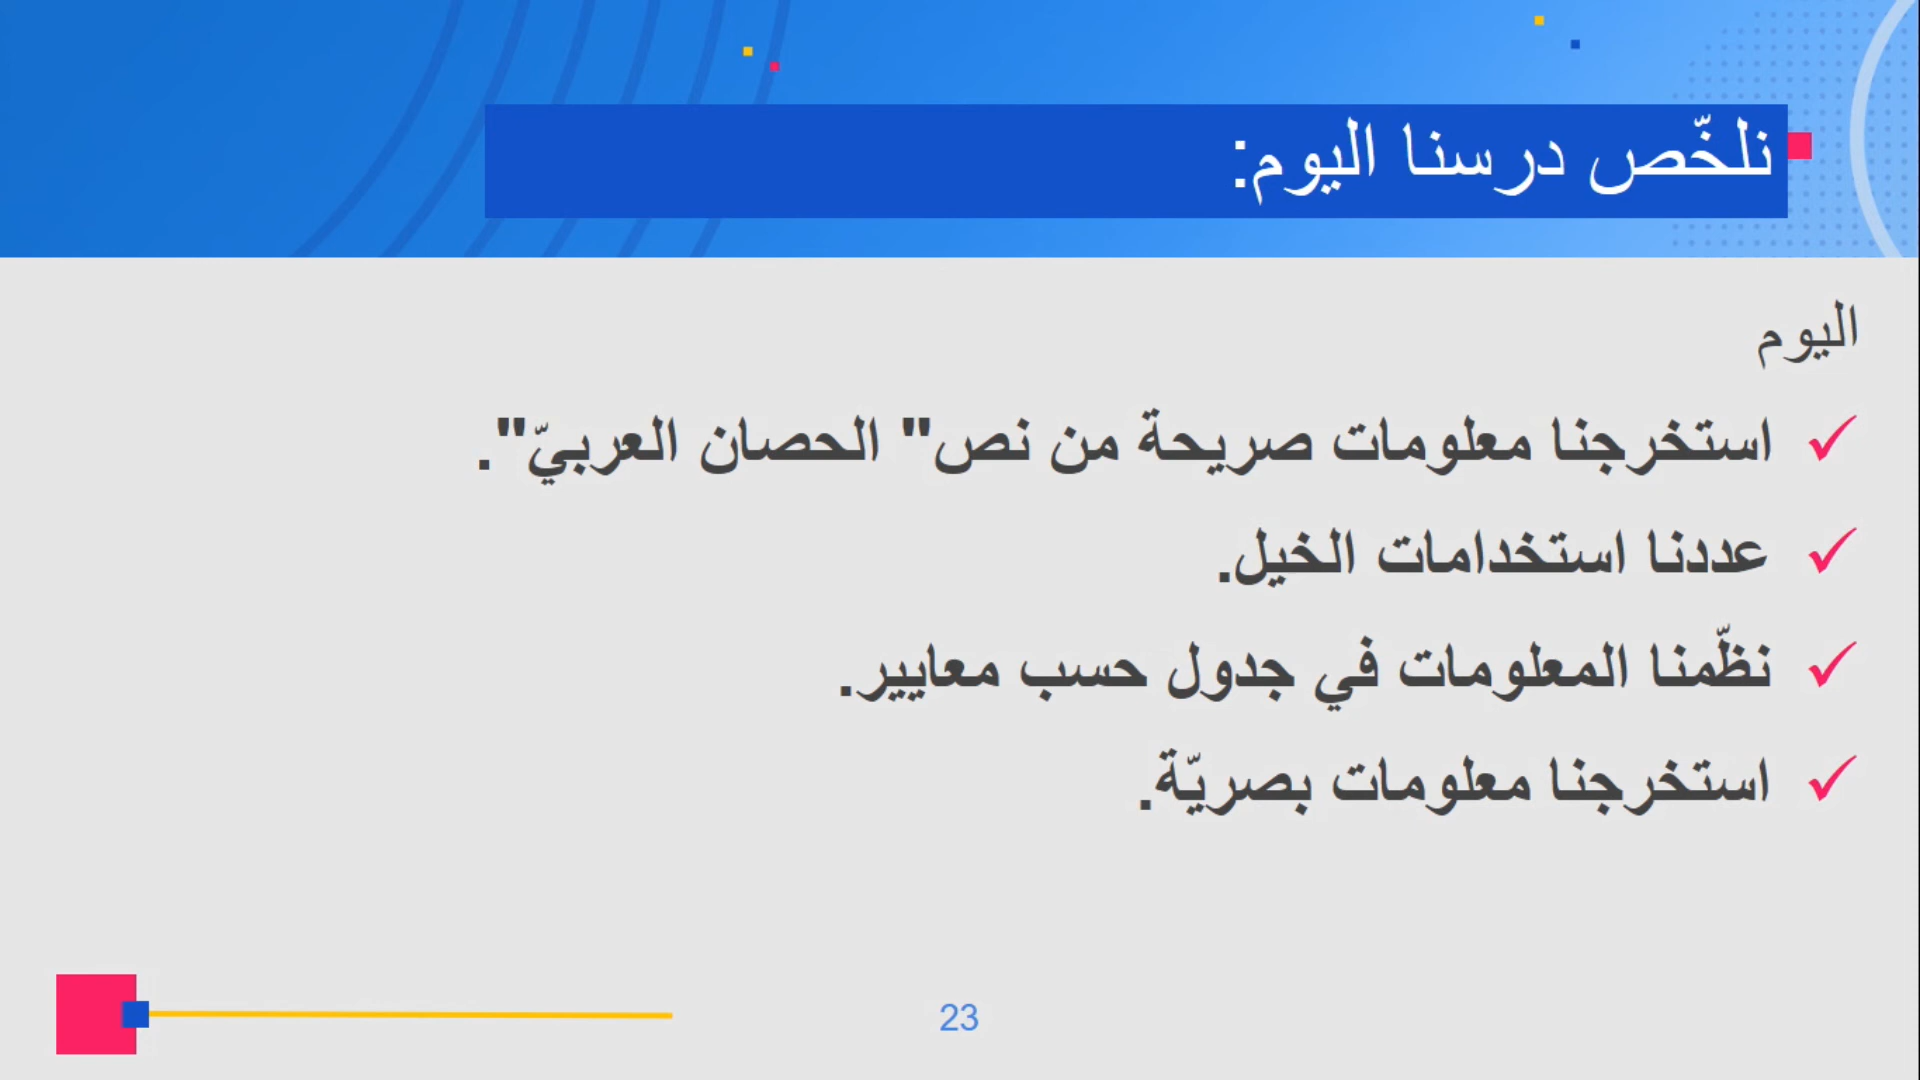 نلخّص درسنا اليوم:
اليوم
استخرجنا معلومات صريحة من نص" الحصان العربيّ".
عددنا استخدامات الخيل.
نظّمنا المعلومات في جدول حسب معايير.
استخرجنا معلومات بصريّة.
23